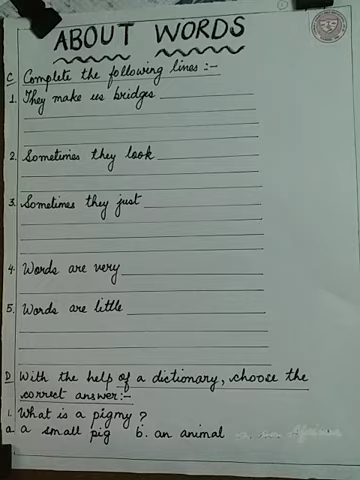 ABOUT WORDS
C. Complete the following lines :-
1. They make us bridges
2. Sometimes they look
3. Sometimes they just
4. Words are very
5. Words are little
D With the help of a dictionary, choose the
correct answer:-
1. What is a pigmy ?
a. a small pig b. an animal